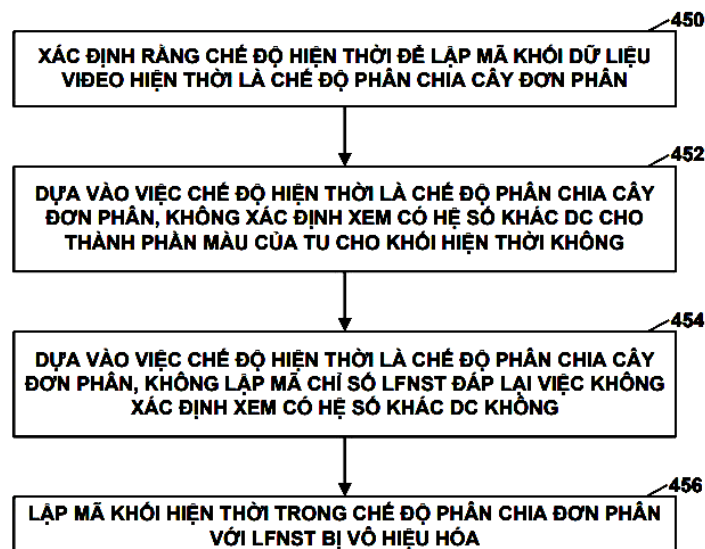 450
XÁC ĐỊNH RẰNG CHẾ ĐỘ HIỆN THỜI ĐỂ LẬP MÃ KHỐI DỮ LIỆU
VIĐEO HIỆN THỜI LÀ CHẾ ĐỘ PHÂN CHIA CÂY ĐƠN PHÂN
452
DỰA VÀO VIỆC CHẾ ĐỘ HIỆN THỜI LÀ CHẾ ĐỘ PHÂN CHIA CÂY
ĐƠN PHÂN, KHÔNG XÁC ĐỊNH XEM CÓ HỆ SỐ KHÁC DC CHO
THÀNH PHẦN MÀU CỦA TU CHO KHỐI HIỆN THỜI KHÔNG
454
DỰA VÀO VIỆC CHẾ ĐỘ HIỆN THỜI LÀ CHẾ ĐỘ PHÂN CHIA CÂY
ĐƠN PHÂN, KHÔNG LẬP MÃ CHỈ SỐ LFNST ĐÁP LẠI VIỆC KHÔNG
XÁC ĐỊNH XEM CÓ HỆ SỐ KHÁC DC KHÔNG
456
LẬP MÃ KHỐI HIỆN THỜI TRONG CHẾ ĐỘ PHÂN CHIA ĐƠN PHÂN
VỚI LFNST BỊ VÔ HIỆU HÓA